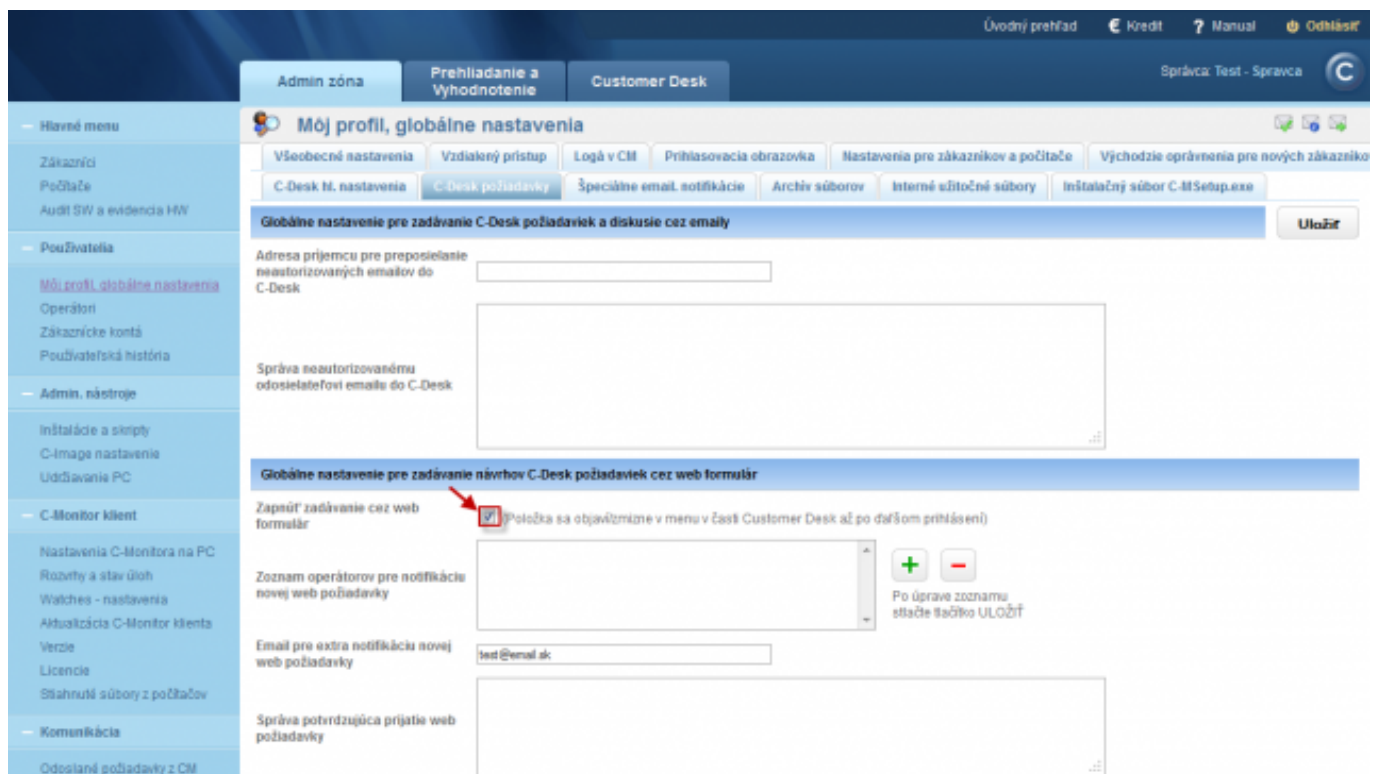 Úvodný prehľad € Kredit ? Manual Odhlásiť
Admin zóna
Prehliadanie a
Vyhodnotenie
Customer Desk
Správca: Test - Spravca
Hlavné menu
Zákazníci
Počítače
Audit SW a evidencia HW
Používatelia
Môj profil, globálne nastavenia
Operátori
Zákaznícke kontá
Používateľská história
Admin. nástroje
Inštalácie a skripty
C-Image nastavenie
Udržiavanie PC
C-Monitor klient
Nastavenia C-Monitora na PC
Rozvrhy a stav úloh
Watches - nastavenia
Aktualizácia C-Monitor klienta
Verzie
Licencie
Stiahnuté súbory z počítačov
Komunikácia
Odoslané požiadavky z CM
Môj profil, globálne nastavenia
Všeobecné nastavenia Vzdialený prístup Logá v CM Prihlasovacia obrazovka Nastavenia pre zákazníkov a počítače Východzie oprávnenia pre nových zákazníko
C-Desk hl. nastavenia C-Desk požiadavky Špeciálne email. notifikácie Archív súborov Interné užitočné súbory Inštalačný súbor C-MSetup.exe
Globálne nastavenie pre zadávanie C-Desk požiadaviek a diskusie cez emaily
Uložiť
Adresa príjemcu pre preposielanie
neautorizovaných emailov do
C-Desk
Správa neautorizovanému
odosielateľovi emailu do C-Desk
Globálne nastavenie pre zadávanie návrhov C-Desk požiadaviek cez web formulár
Zapnúť zadávanie cez web
formulár
(Položka sa objaví/zmizne v menu v časti Customer Desk až po ďaľšom prihlásení)
Zoznam operátorov pre notifikáciu
novej web požiadavky
Po úprave zoznamu
stlačte tlačítko ULOŽIŤ
Email pre extra notifikáciu novej
web požiadavky
test@email.sk
Správa potvrdzujúca prijatie web
požiadavky